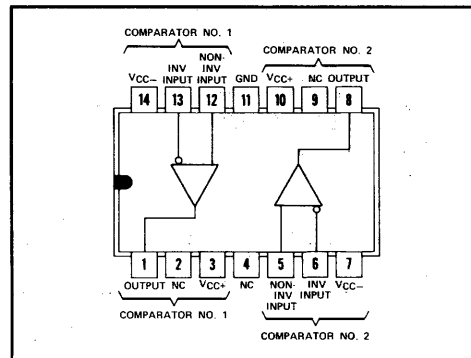 COMPARATOR NO. 1
COMPARATOR NO. 2
VCC– INV INPUT NON-INV INPUT GND VCC+ NC OUTPUT
14 13 12 11 10 9 8
1 2 3 4 5 6 7
OUTPUT NC VCC+ NC NON-INV INPUT INV INPUT VCC–
COMPARATOR NO. 1
COMPARATOR NO. 2